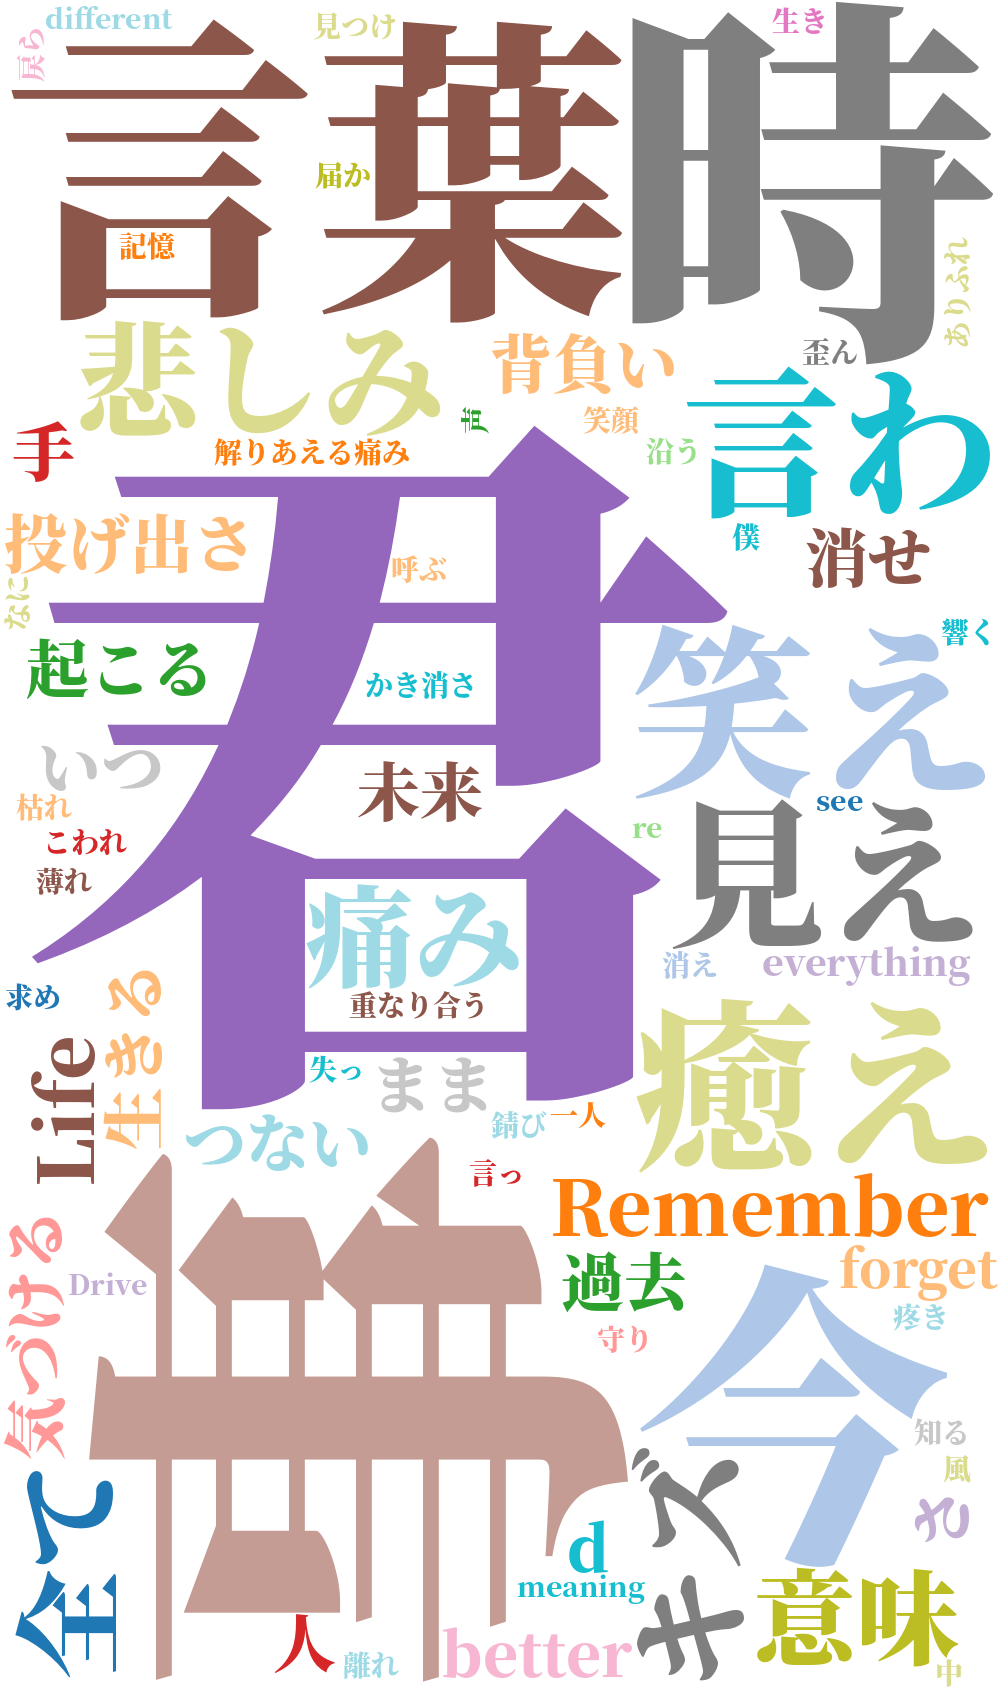 different
戻ら
言葉
見つけ
時
生き
届か
記憶
ありふれ
悲しみ
背負い
歪ん
言わ
笑顔
声
沿う
手
解りあえる痛み
君
僕
消せ
投げ出さ
呼ぶ
なに
響く
起こる
かき消さ
笑え
いつ
未来
枯れ
こわれ
薄れ
see
re
見え
痛み
消え
everything
求め
重なり合う
生きる
癒え
Life
失っ
まま
錆び
一人
つない
言っ
Remember
気づける
Drive
過去
forget
疼き
守り
今
世
知る
風
さ
キズ
全て
d
meaning
意味
人
離れ
better
中